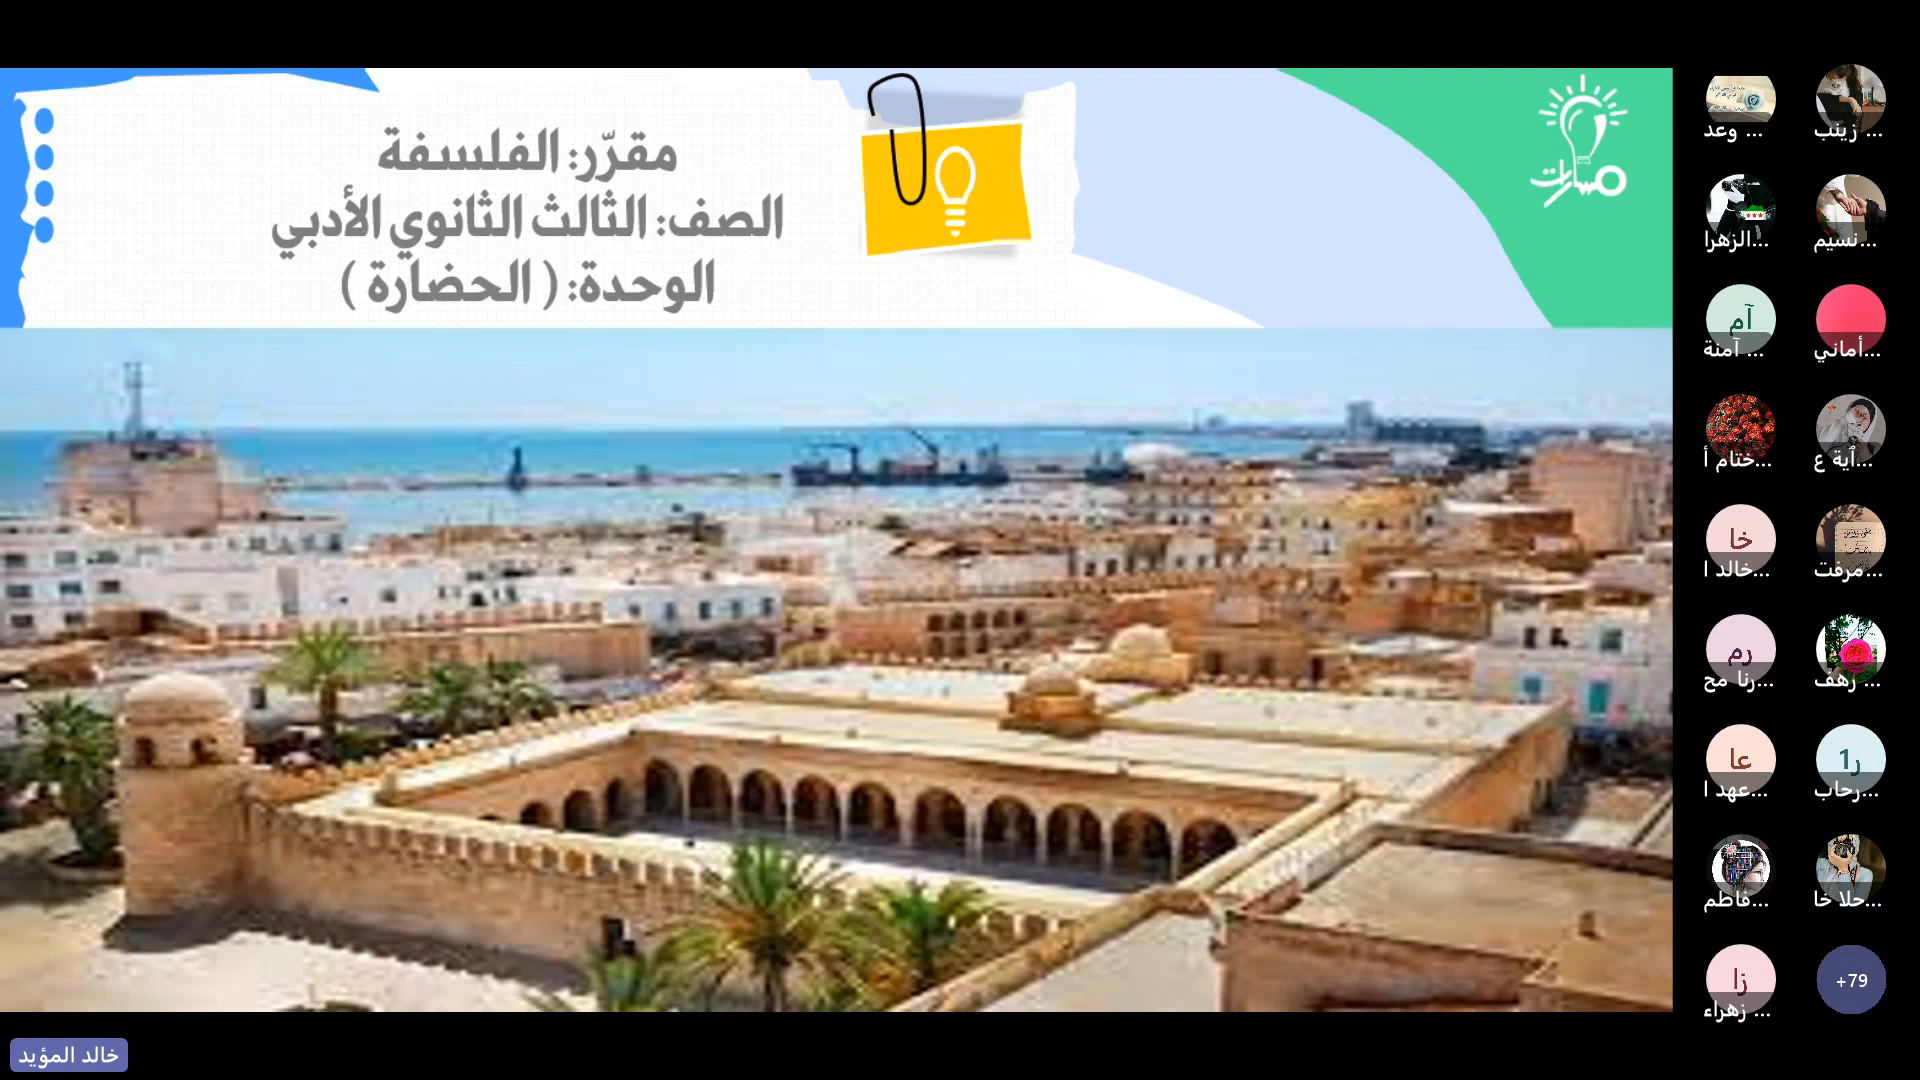 مقرّر: الفلسفة
الصف: الثالث الثانوي الأدبي
الوحدة: ( الحضارة )
مسارات
زينب ...
وعد ...
نسيم...
الزهرا...
أماني...
آم
آمنة ...
آية ع...
ختام أ...
مرفت...
خا
خالد ا...
رهف ...
رم
رنا مح...
ر1
رحاب...
عا
عهد ا...
حلا خا...
فاطم...
+79
زا
زهراء ...
خالد المؤيد